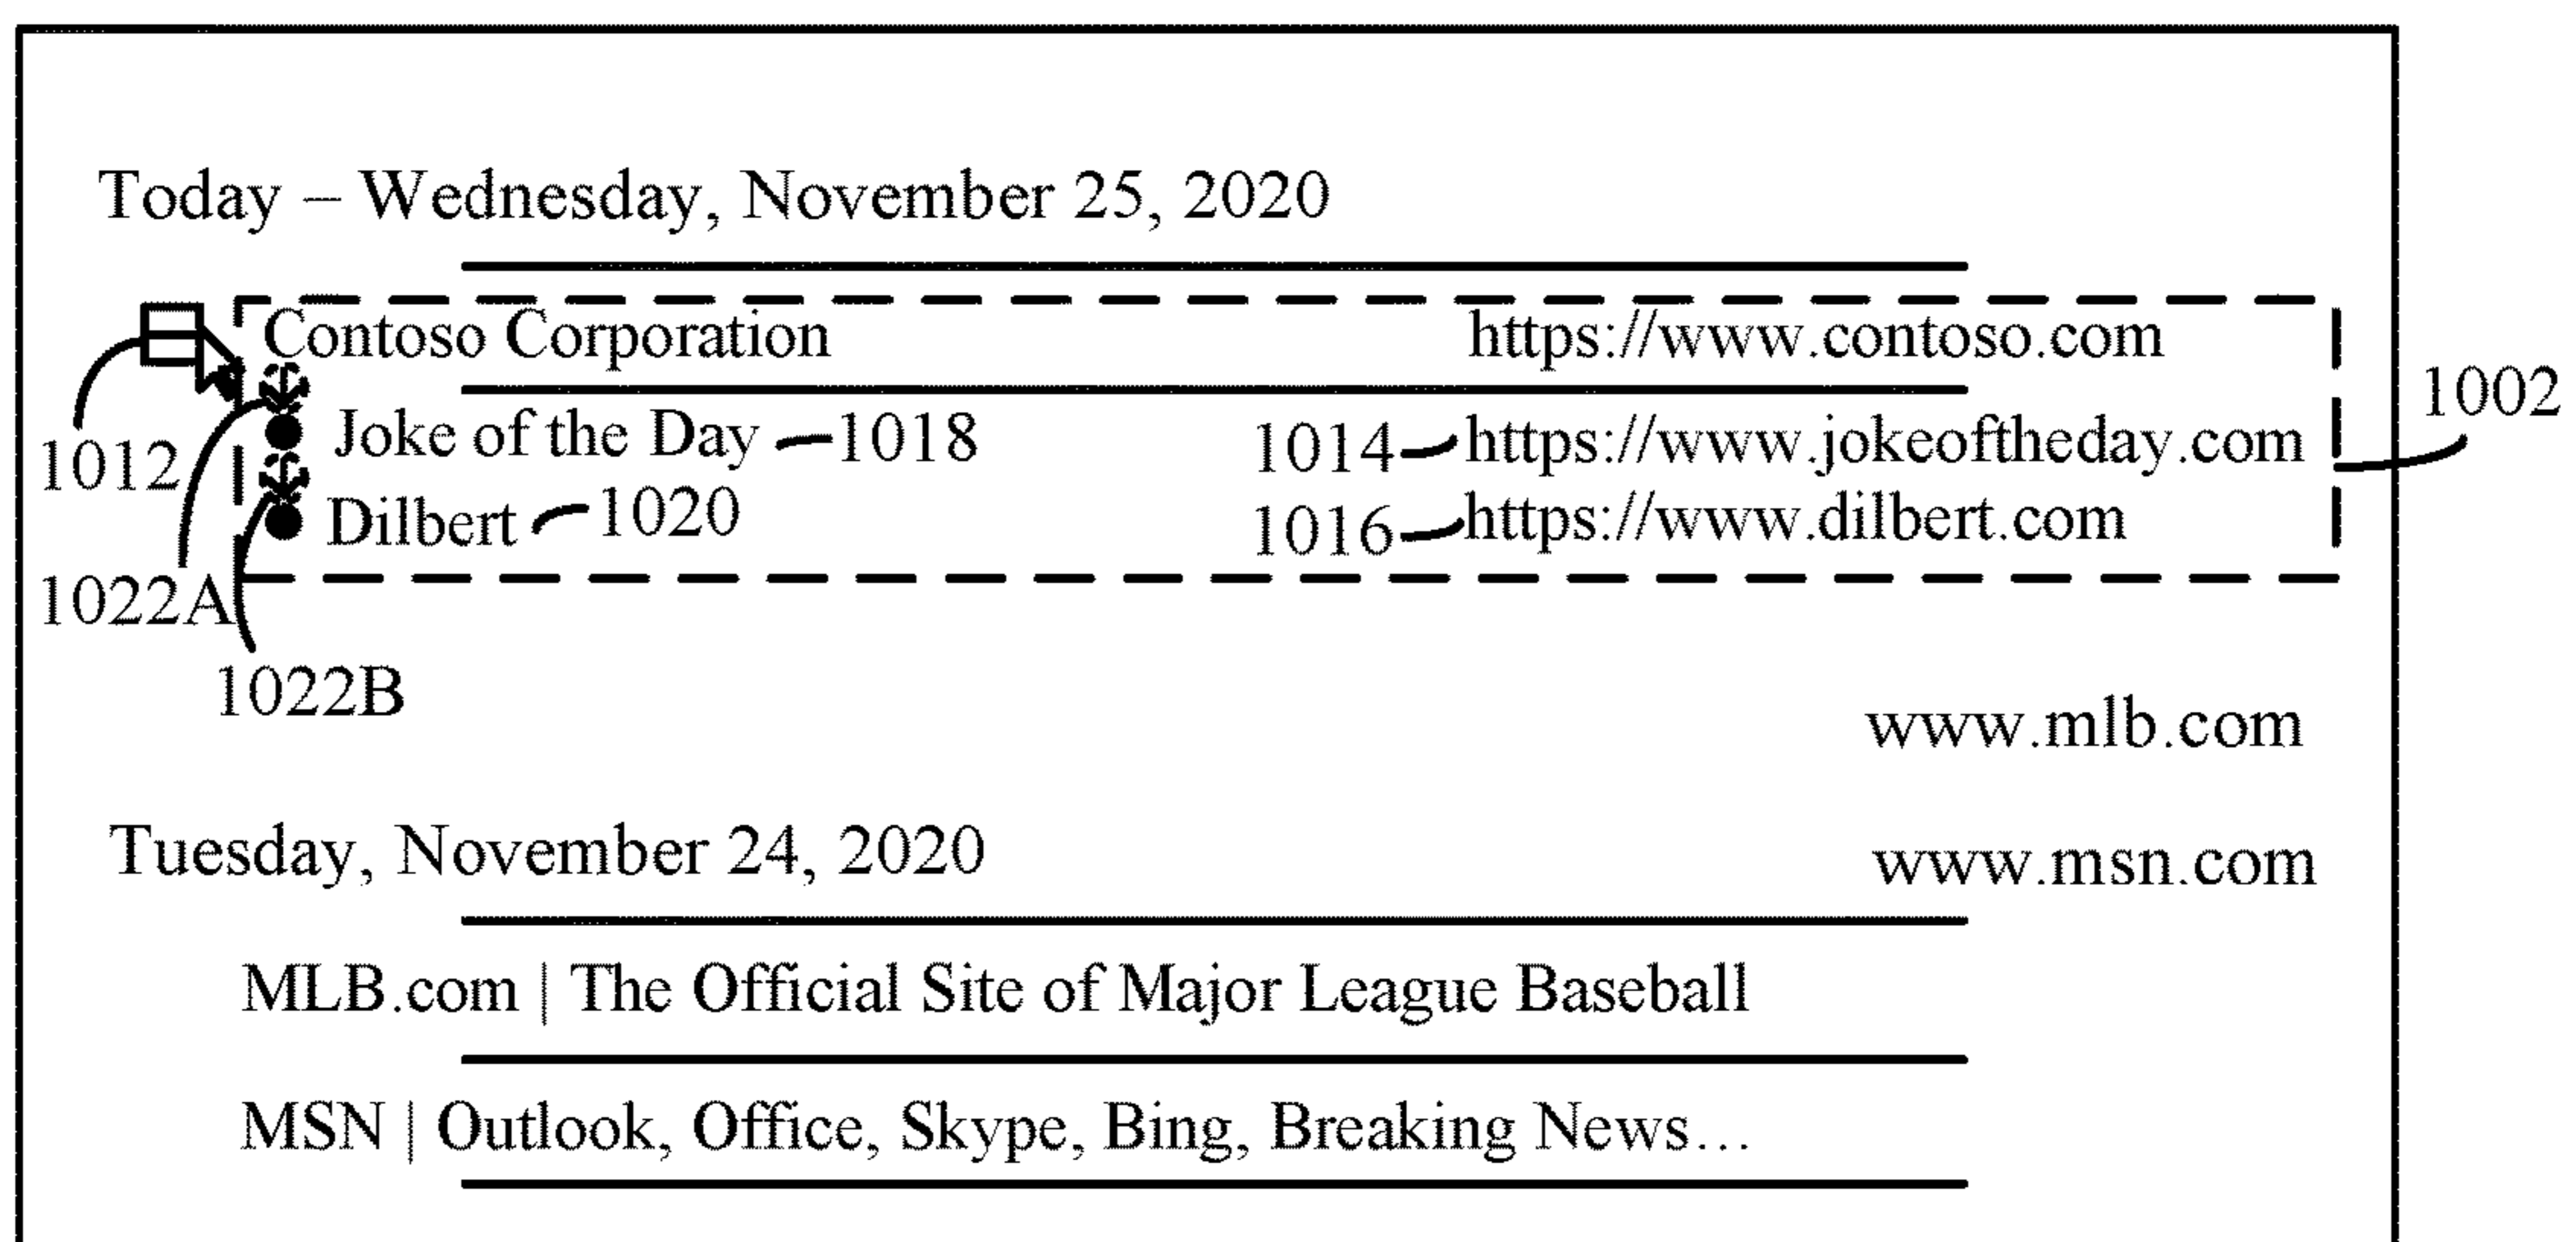 Today – Wednesday, November 25, 2020
Contoso Corporation https://www.contoso.com
1002
Joke of the Day 1018 1014 https://www.jokeoftheday.com
1012
Dilbert 1020 1016 https://www.dilbert.com
1022A
1022B
www.mlb.com
Tuesday, November 24, 2020 www.msn.com
MLB.com | The Official Site of Major League Baseball
MSN | Outlook, Office, Skype, Bing, Breaking News…